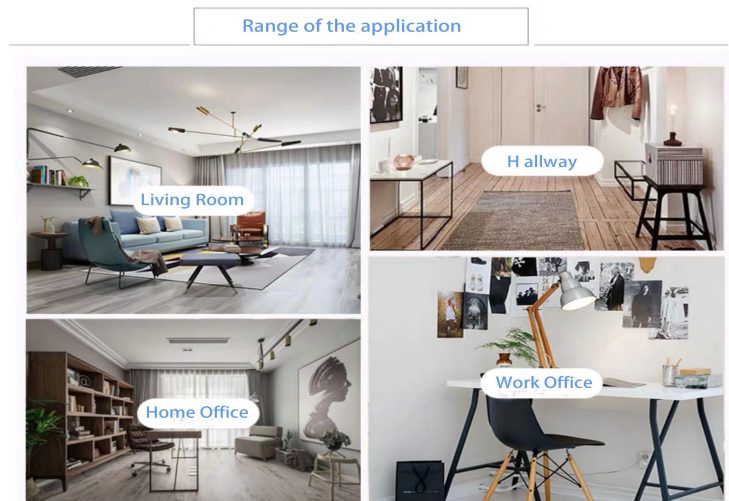 Range of the application
Living Room
H allway
Home Office
Work Office